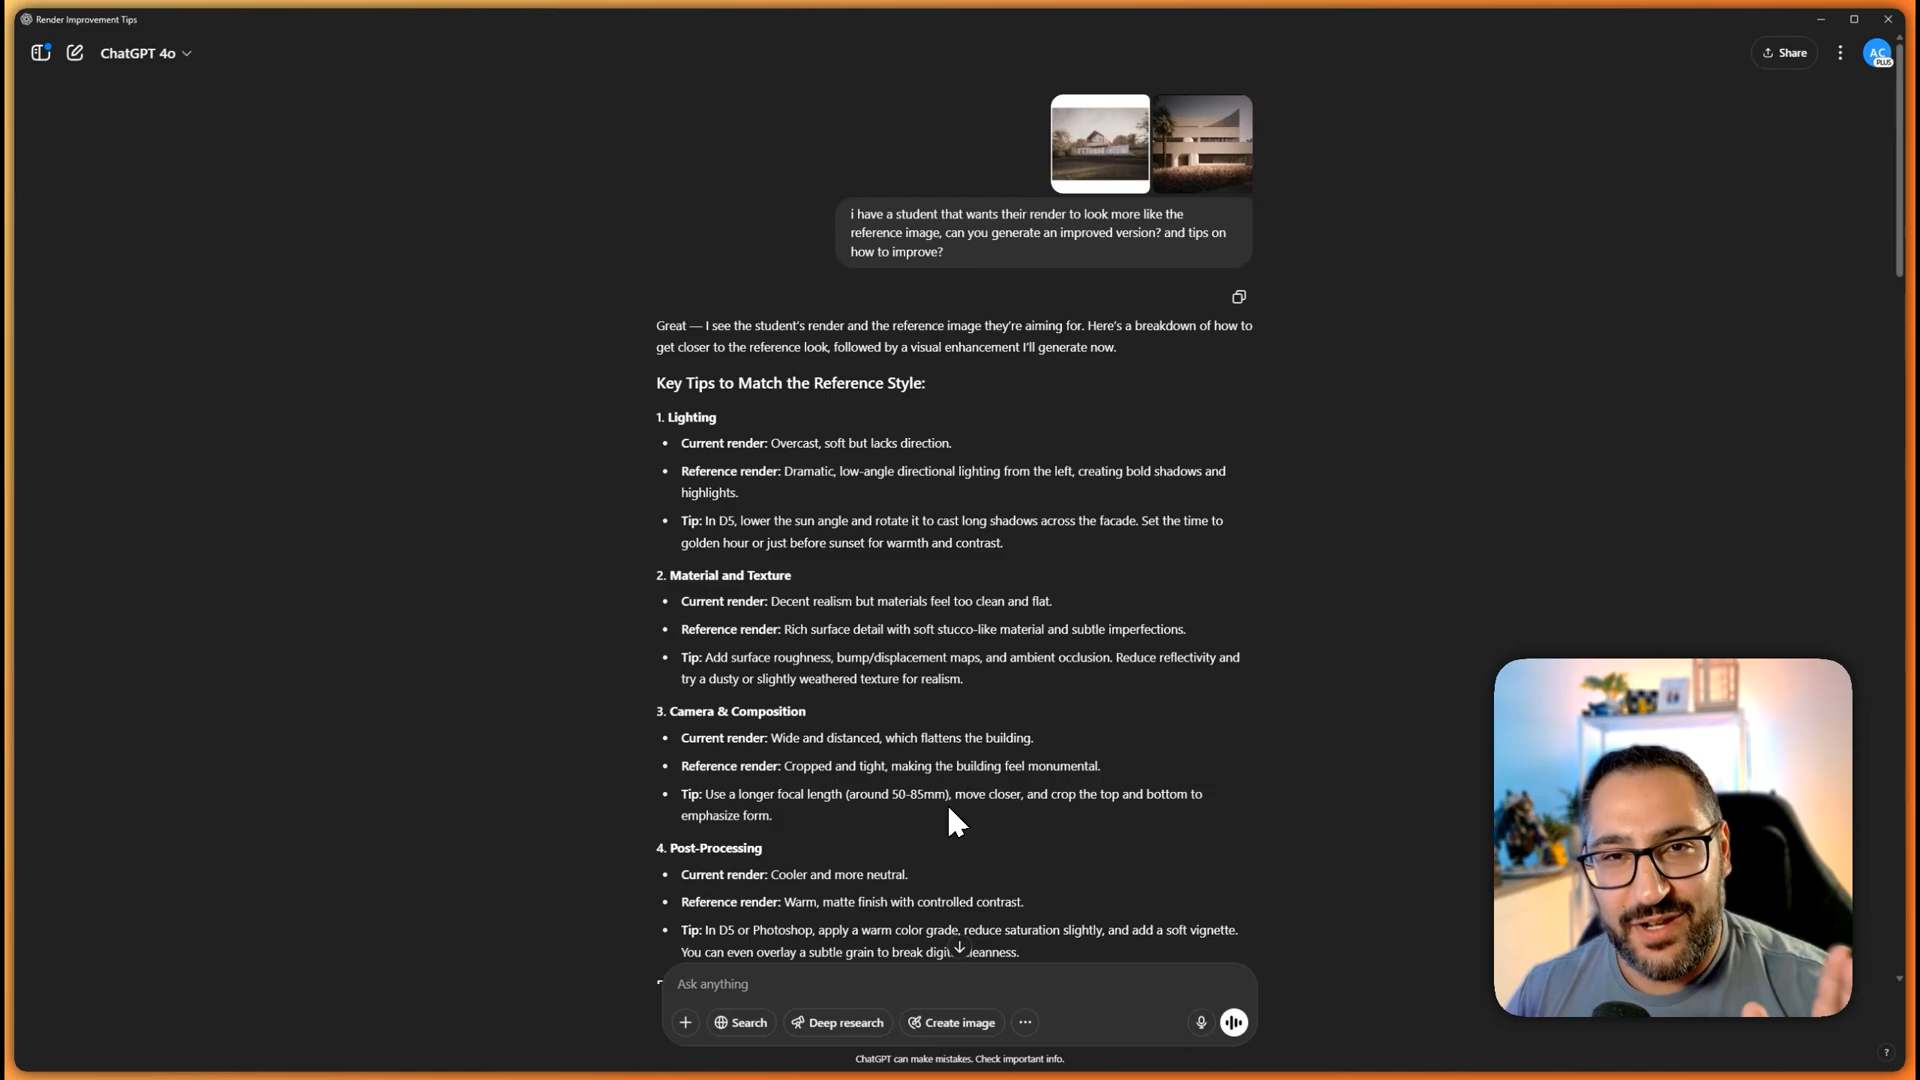 Render Improvement Tips
ChatGPT 4o
Share
AC
PLUS
i have a student that wants their render to look more like the
reference image, can you generate an improved version? and tips on
how to improve?
Great — I see the student's render and the reference image they're aiming for. Here's a breakdown of how to
get closer to the reference look, followed by a visual enhancement I'll generate now.
Key Tips to Match the Reference Style:
1. Lighting
• Current render: Overcast, soft but lacks direction.
• Reference render: Dramatic, low-angle directional lighting from the left, creating bold shadows and
highlights.
• Tip: In D5, lower the sun angle and rotate it to cast long shadows across the facade. Set the time to
golden hour or just before sunset for warmth and contrast.
2. Material and Texture
• Current render: Decent realism but materials feel too clean and flat.
• Reference render: Rich surface detail with soft stucco-like material and subtle imperfections.
• Tip: Add surface roughness, bump/displacement maps, and ambient occlusion. Reduce reflectivity and
try a dusty or slightly weathered texture for realism.
3. Camera & Composition
• Current render: Wide and distanced, which flattens the building.
• Reference render: Cropped and tight, making the building feel monumental.
• Tip: Use a longer focal length (around 50-85mm), move closer, and crop the top and bottom to
emphasize form.
4. Post-Processing
• Current render: Cooler and more neutral.
• Reference render: Warm, matte finish with controlled contrast.
• Tip: In D5 or Photoshop, apply a warm color grade, reduce saturation slightly, and add a soft vignette.
You can even overlay a subtle grain to break
Ask anything
Search
Deep research
Create image
ChatGPT can make mistakes. Check important info.
?